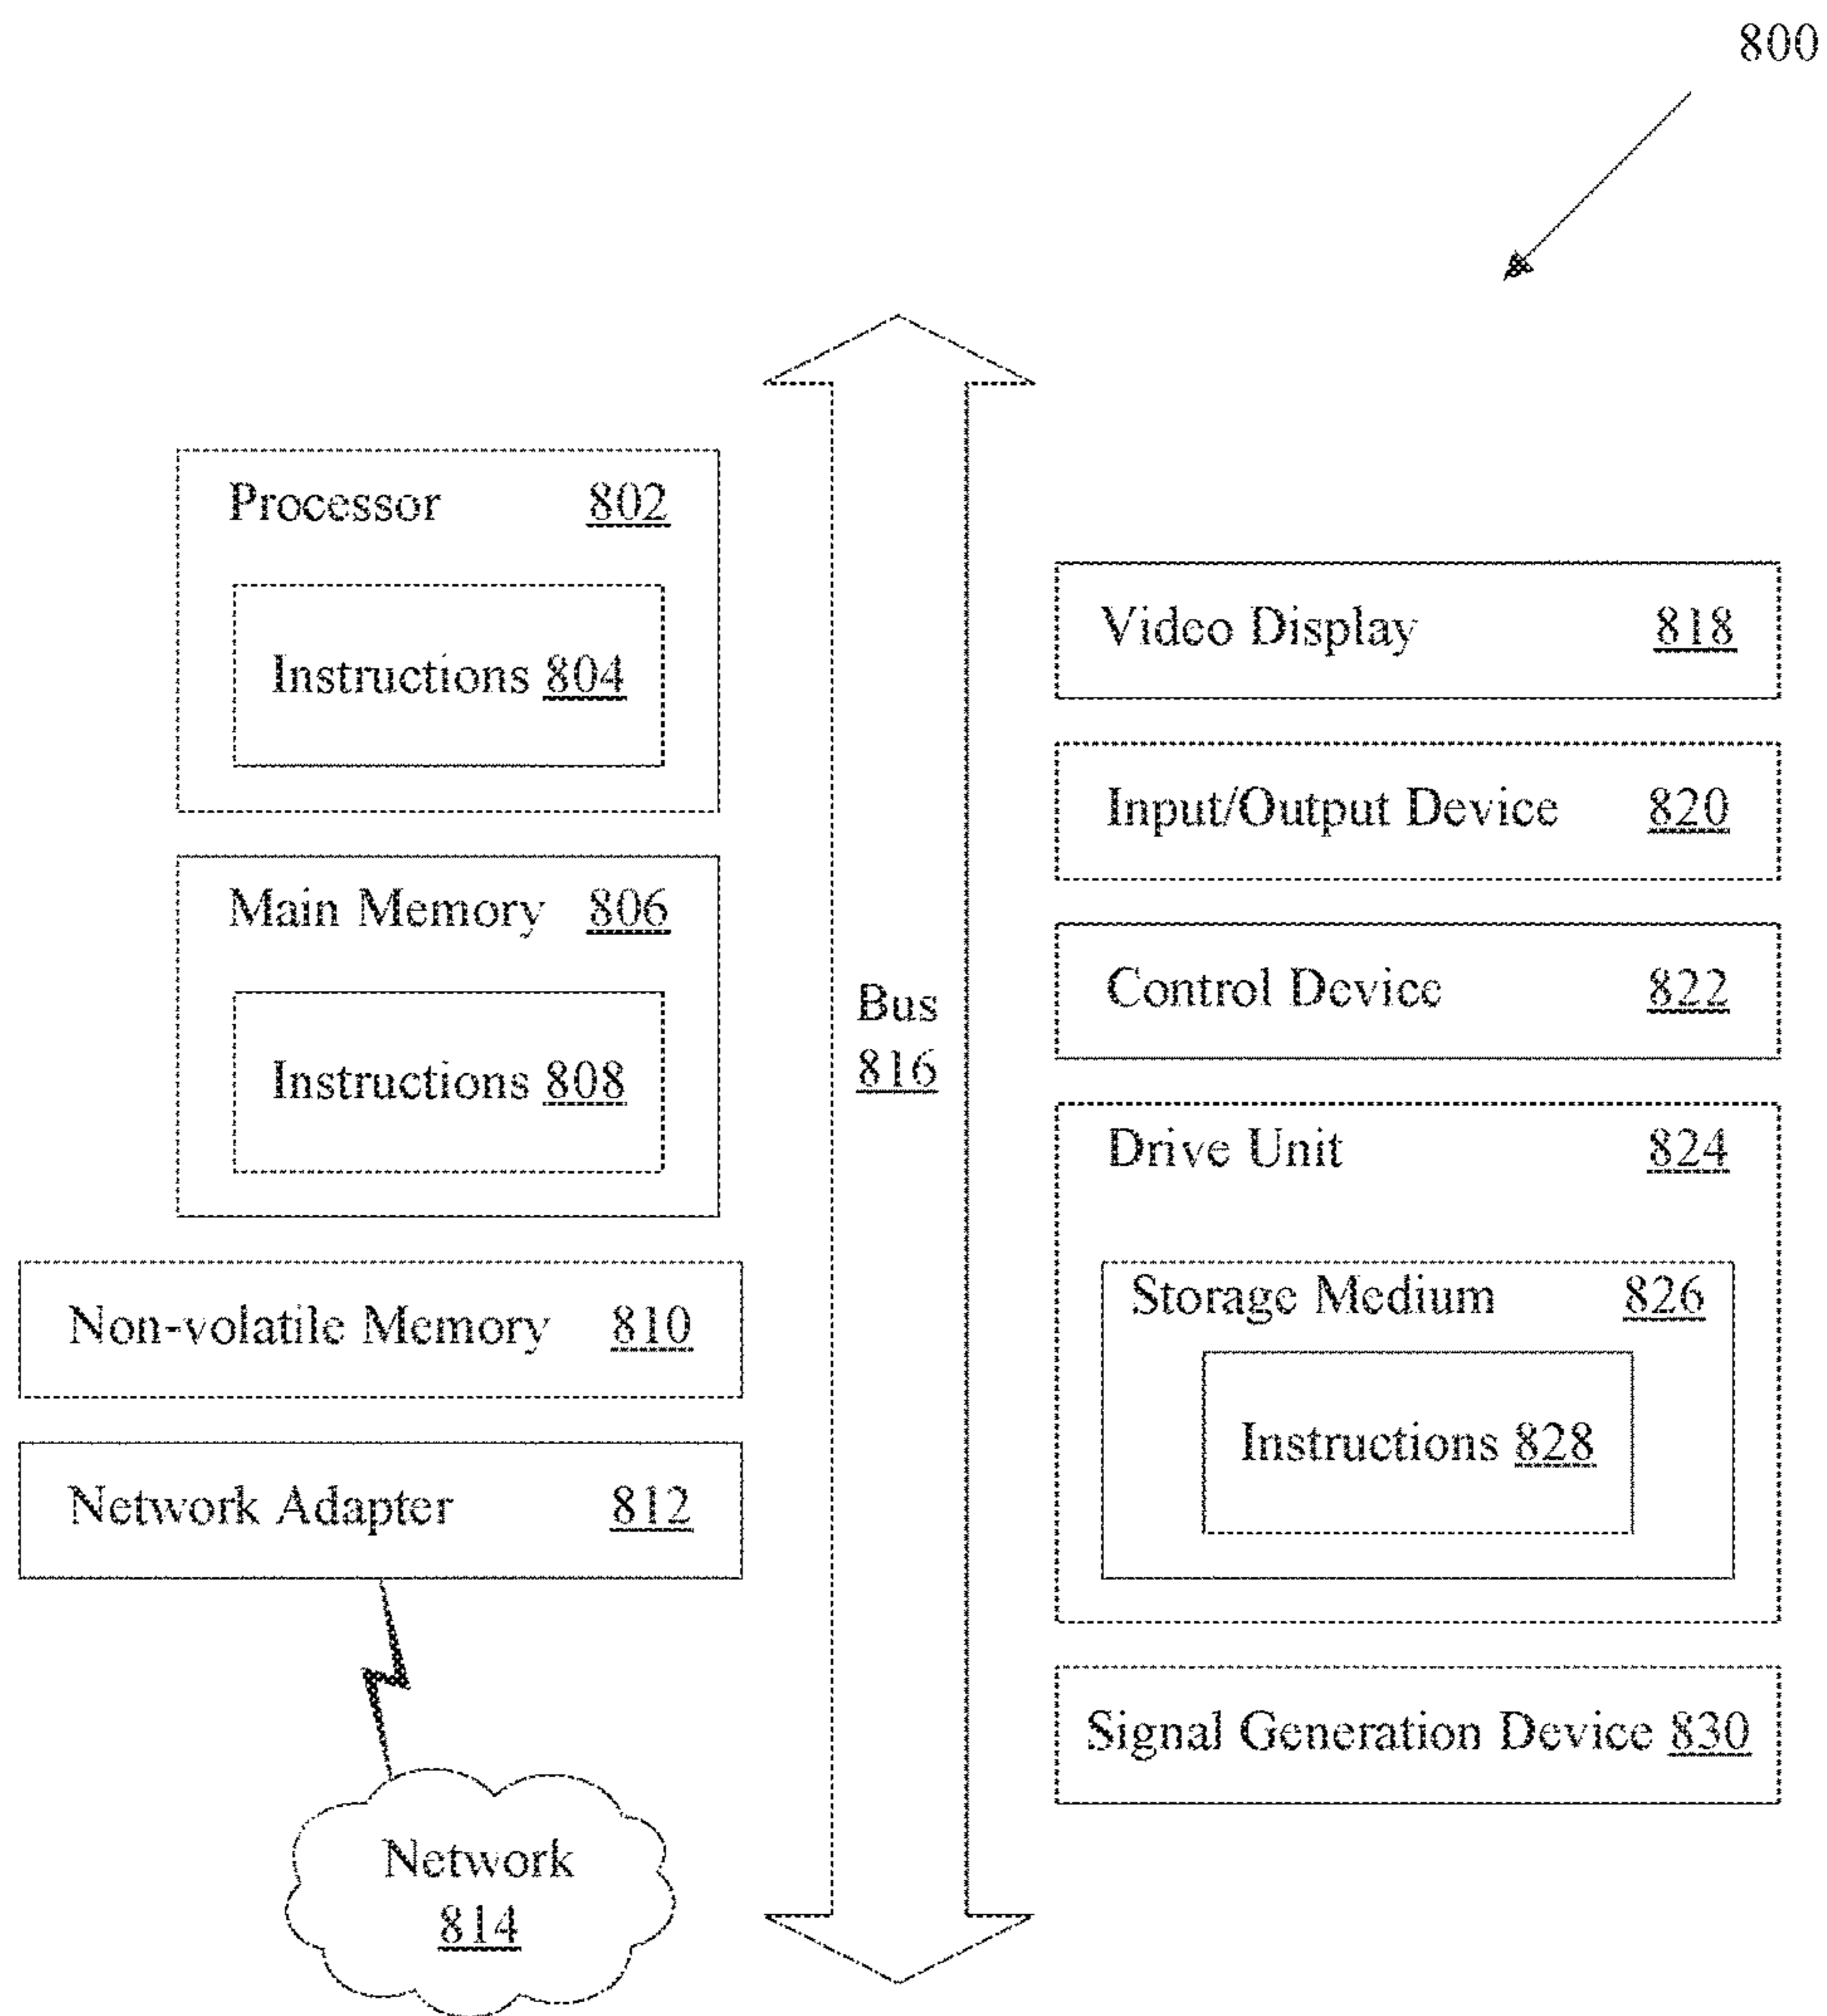 800
Processor 802
Instructions 804
Main Memory 806
Instructions 808
Non-volatile Memory 810
Network Adapter 812
Network
814
Bus
816
Video Display 818
Input/Output Device 820
Control Device 822
Drive Unit 824
Storage Medium 826
Instructions 828
Signal Generation Device 830